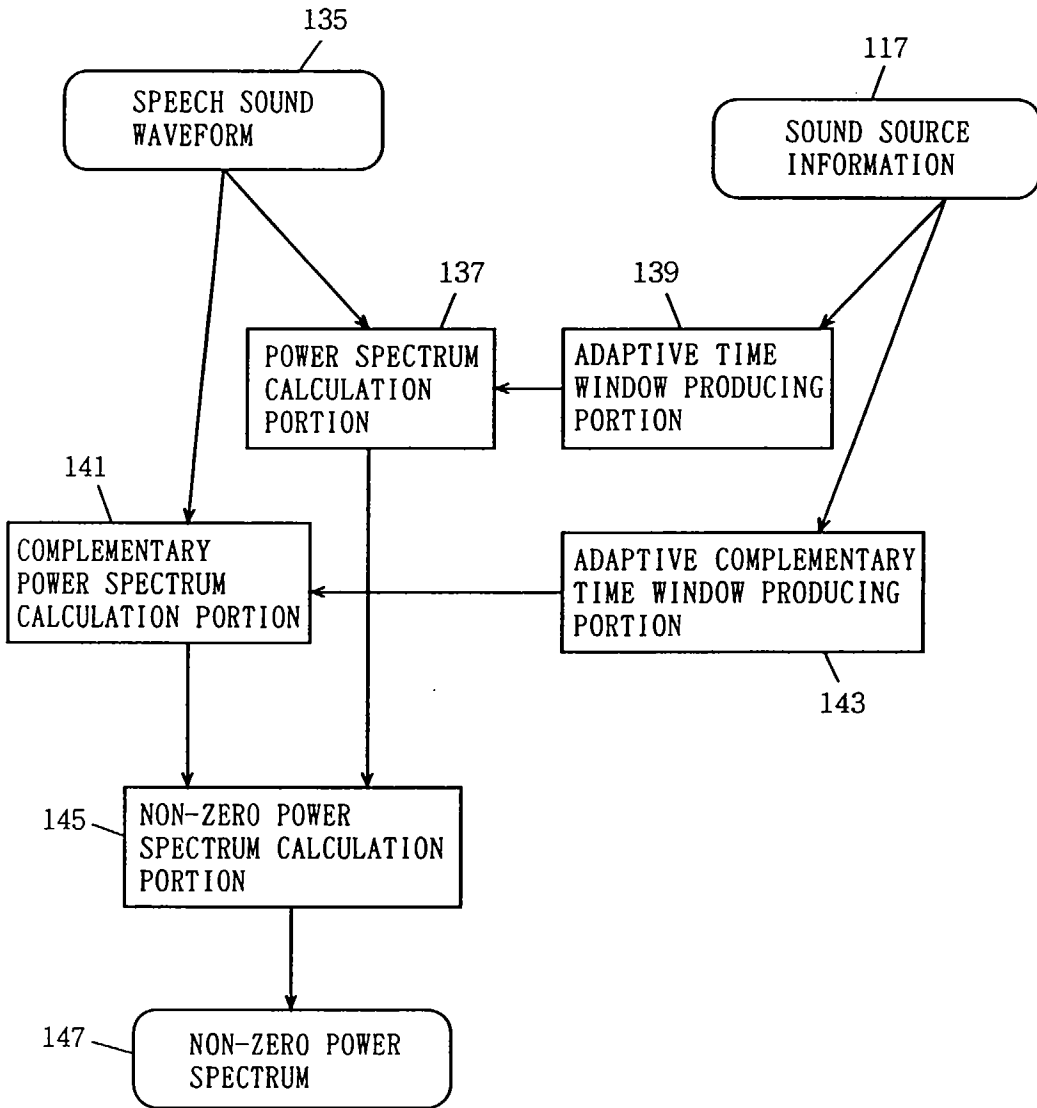 135
SPEECH SOUND
WAVEFORM
117
SOUND SOURCE
INFORMATION
137
POWER SPECTRUM
CALCULATION
PORTION
139
ADAPTIVE TIME
WINDOW PRODUCING
PORTION
141
COMPLEMENTARY
POWER SPECTRUM
CALCULATION PORTION
ADAPTIVE COMPLEMENTARY
TIME WINDOW PRODUCING
PORTION
143
145
NON-ZERO POWER
SPECTRUM CALCULATION
PORTION
147
NON-ZERO POWER
SPECTRUM